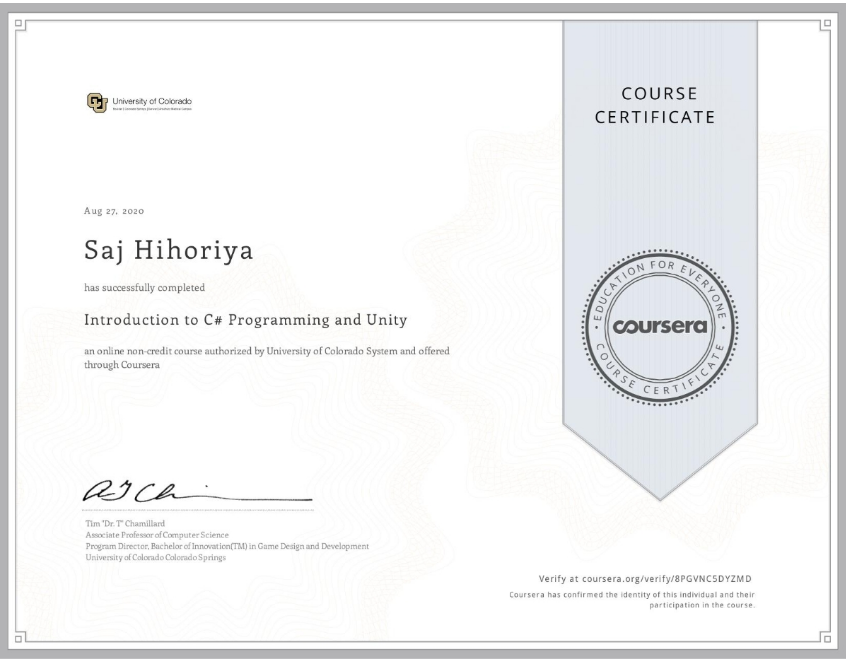 University of Colorado
COURSE
CERTIFICATE
Aug 27, 2020
Saj Hihoriya
has successfully completed
Introduction to C# Programming and Unity
an online non-credit course authorized by University of Colorado System and offered
through Coursera
EDUCATION FOR EVERYONE
coursera
COURSE CERTIFICATE
Tim "Dr. T" Chamillard
Associate Professor of Computer Science
Program Director, Bachelor of Innovation(TM) in Game Design and Development
University of Colorado Colorado Springs
Verify at coursera.org/verify/8PGVNC5DYZMD
Coursera has confirmed the identity of this individual and their
participation in the course.